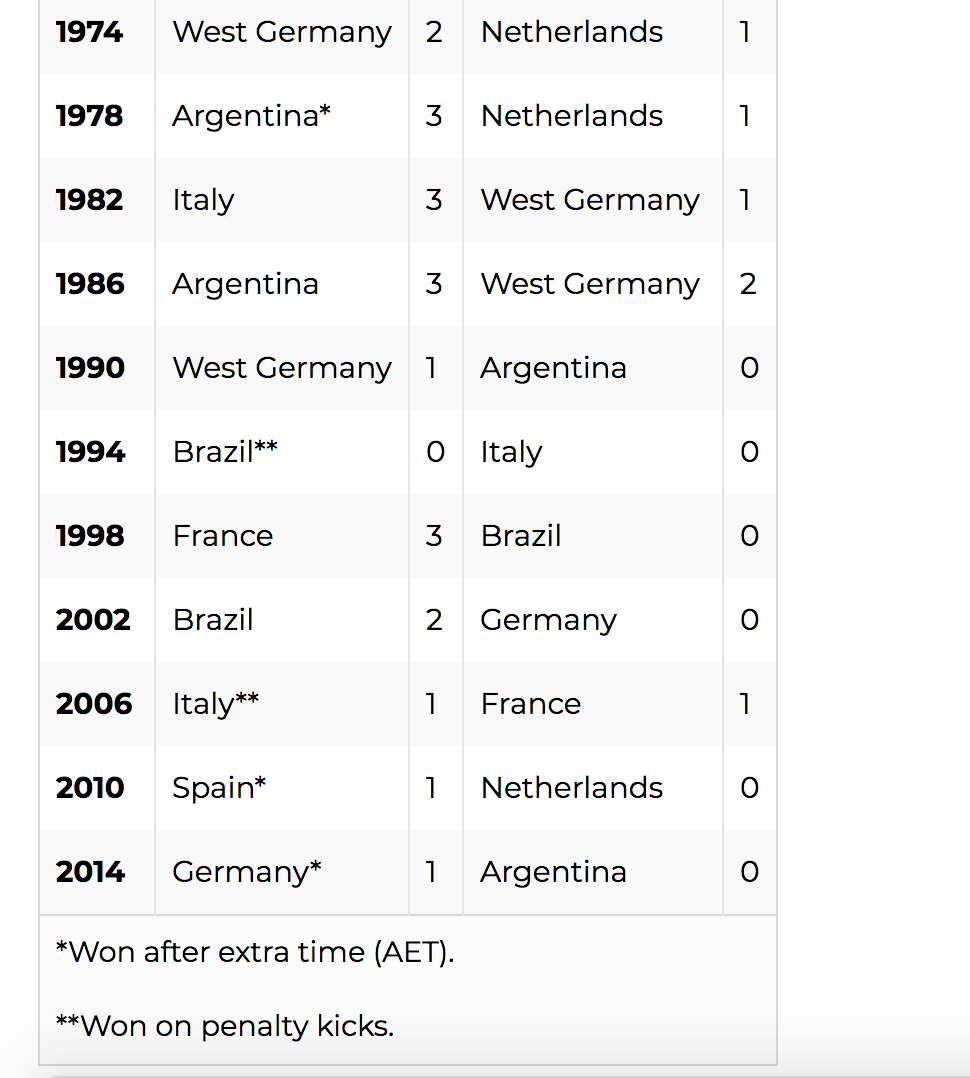 1974 West Germany 2 Netherlands 1
1978 Argentina* 3 Netherlands 1
1982 Italy 3 West Germany 1
1986 Argentina 3 West Germany 2
1990 West Germany 1 Argentina 0
1994 Brazil** 0 Italy 0
1998 France 3 Brazil 0
2002 Brazil 2 Germany 0
2006 Italy** 1 France 1
2010 Spain* 1 Netherlands 0
2014 Germany* 1 Argentina 0
*Won after extra time (AET).
**Won on penalty kicks.